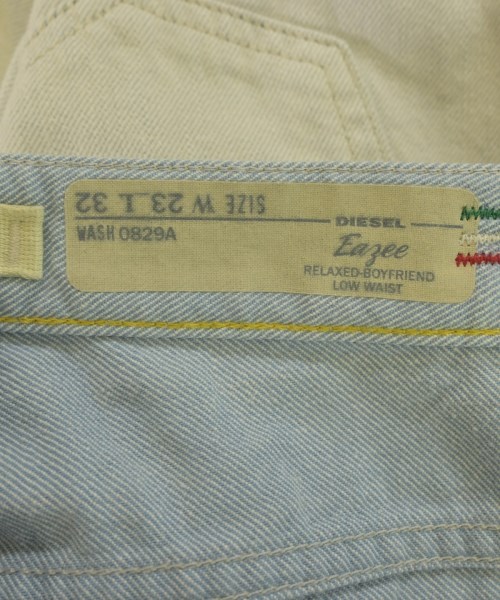 SIZE W 23 L 32
WASH 0829A
DIESEL
Eazee
RELAXED-BOYFRIEND
LOW WAIST